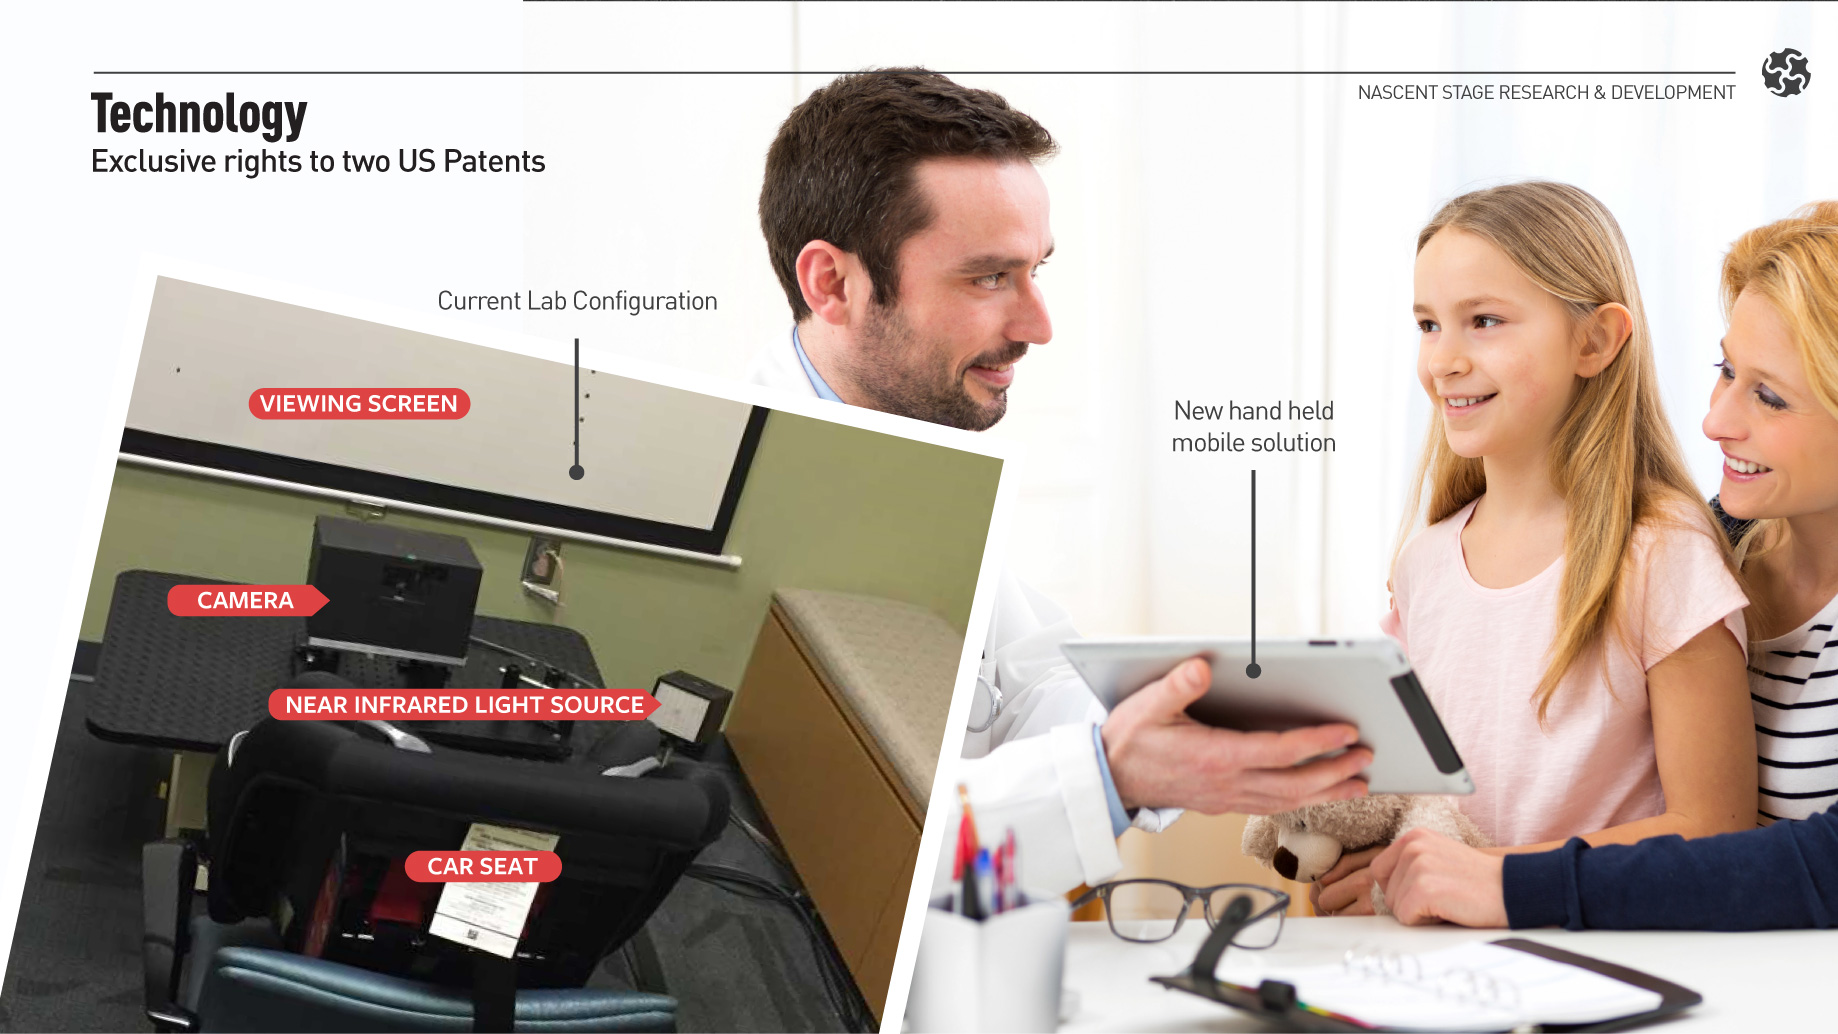 NASCENT STAGE RESEARCH & DEVELOPMENT
Technology
Exclusive rights to two US Patents
Current Lab Configuration
VIEWING SCREEN
New hand held
mobile solution
CAMERA
NEAR INFRARED LIGHT SOURCE
CAR SEAT